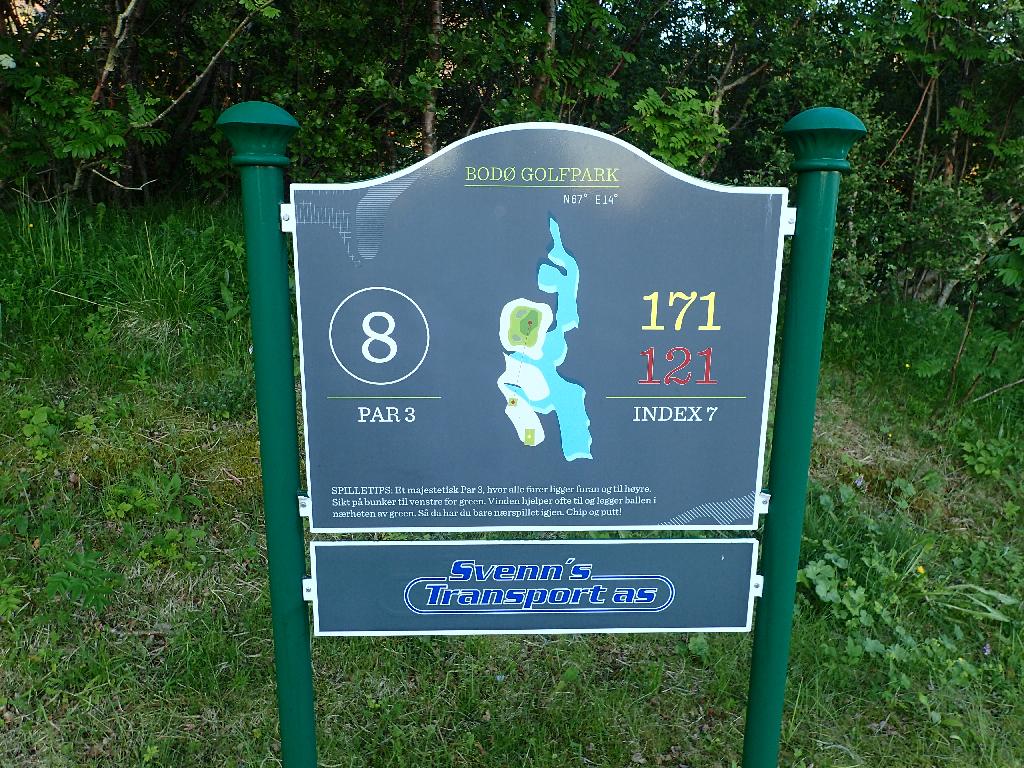 BODØ GOLFPARK
N67° E14°
8
PAR 3
171
121
INDEX 7
SPILLETIPS: Et majestetisk Par 3, hvor alle farer ligger foran og til høyre.
Sikt på bunker til venstre for green. Vinden hjelper ofte til og legger ballen i
nærheten av green. Så da har du bare nærspillet igjen. Chip og putt!
Svenn's
Transport as